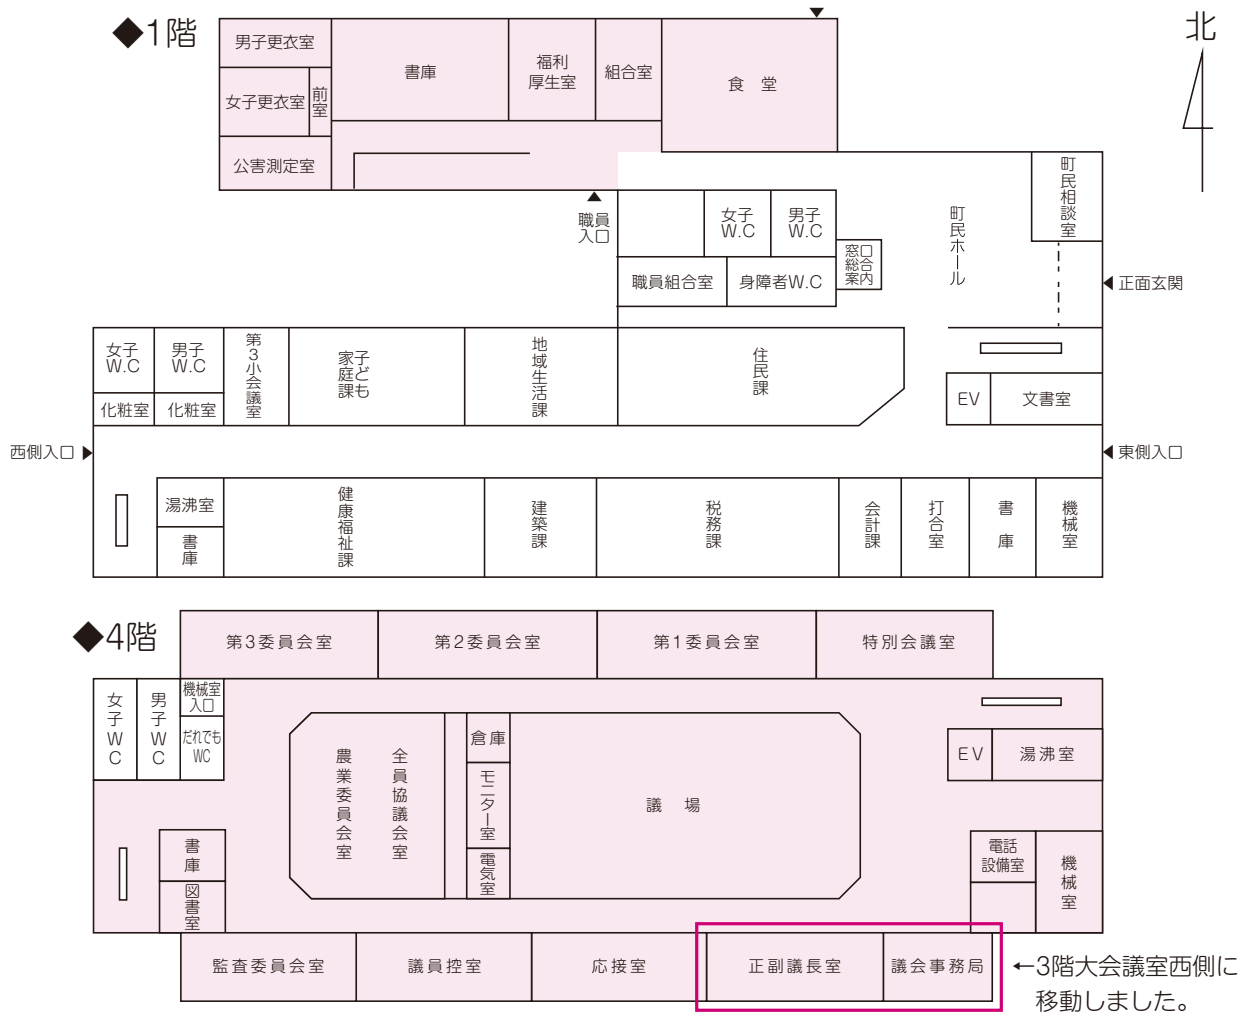 ◆1階
北
男子更衣室
書庫
福利
厚生室
組合室
食堂
女子更衣室
前室
公害測定室
町民相談室
職員
入口
女子
W.C
男子
W.C
町民ホール
窓口
総合
案内
職員組合室
身障者W.C
正面玄関
女子
W.C
男子
W.C
第3小会議室
子ども
家庭課
地域生活課
住民課
化粧室
化粧室
EV
文書室
西側入口
東側入口
湯沸室
書庫
健康福祉課
建築課
税務課
会計課
打合室
書庫
機械室
◆4階
第3委員会室
第2委員会室
第1委員会室
特別会議室
女子WC
男子WC
機械室
入口
だれでも
WC
全員協議会室
農業委員会室
倉庫
モニター室
電気室
議場
EV
湯沸室
書庫
図書室
電話
設備室
機械室
監査委員会室
議員控室
応接室
正副議長室
議会事務局
←3階大会議室西側に
移動しました。